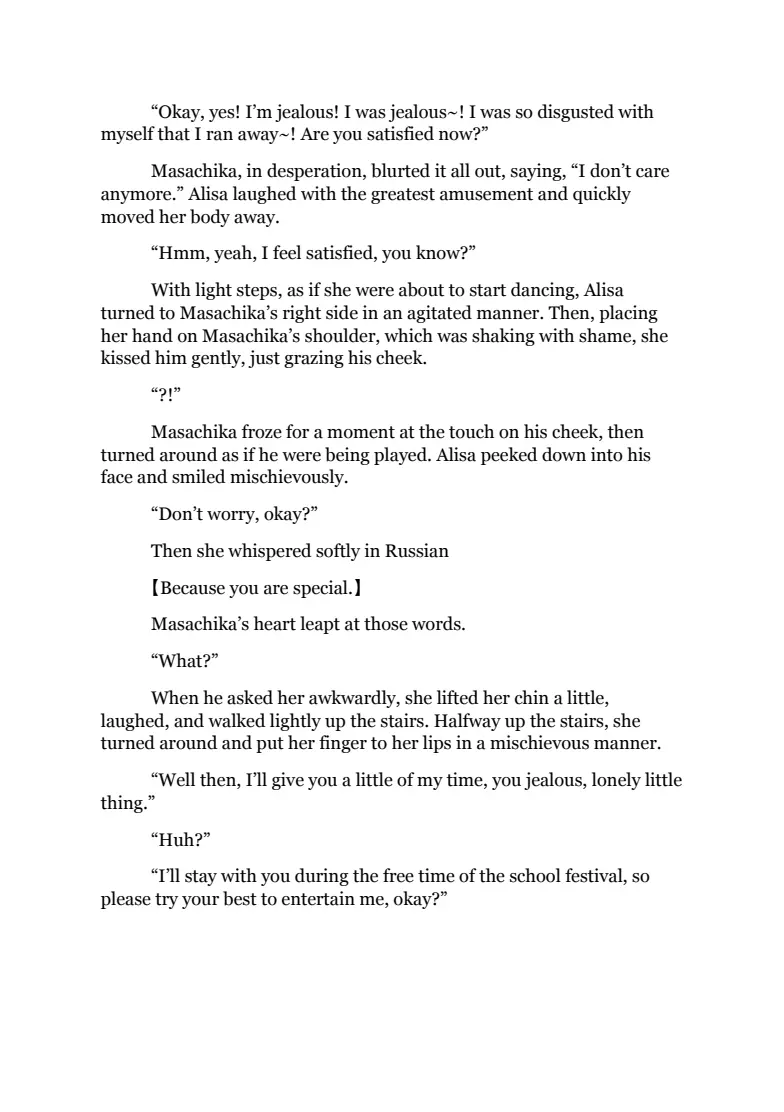 “Okay, yes! I’m jealous! I was jealous~! I was so disgusted with
myself that I ran away~! Are you satisfied now?”
Masachika, in desperation, blurted it all out, saying, “I don’t care
anymore.” Alisa laughed with the greatest amusement and quickly
moved her body away.
“Hmm, yeah, I feel satisfied, you know?”
With light steps, as if she were about to start dancing, Alisa
turned to Masachika’s right side in an agitated manner. Then, placing
her hand on Masachika’s shoulder, which was shaking with shame, she
kissed him gently, just grazing his cheek.
“?!”
Masachika froze for a moment at the touch on his cheek, then
turned around as if he were being played. Alisa peeked down into his
face and smiled mischievously.
“Don’t worry, okay?”
Then she whispered softly in Russian
【Because you are special.】
Masachika’s heart leapt at those words.
“What?”
When he asked her awkwardly, she lifted her chin a little,
laughed, and walked lightly up the stairs. Halfway up the stairs, she
turned around and put her finger to her lips in a mischievous manner.
“Well then, I’ll give you a little of my time, you jealous, lonely little
thing.”
“Huh?”
“I’ll stay with you during the free time of the school festival, so
please try your best to entertain me, okay?”